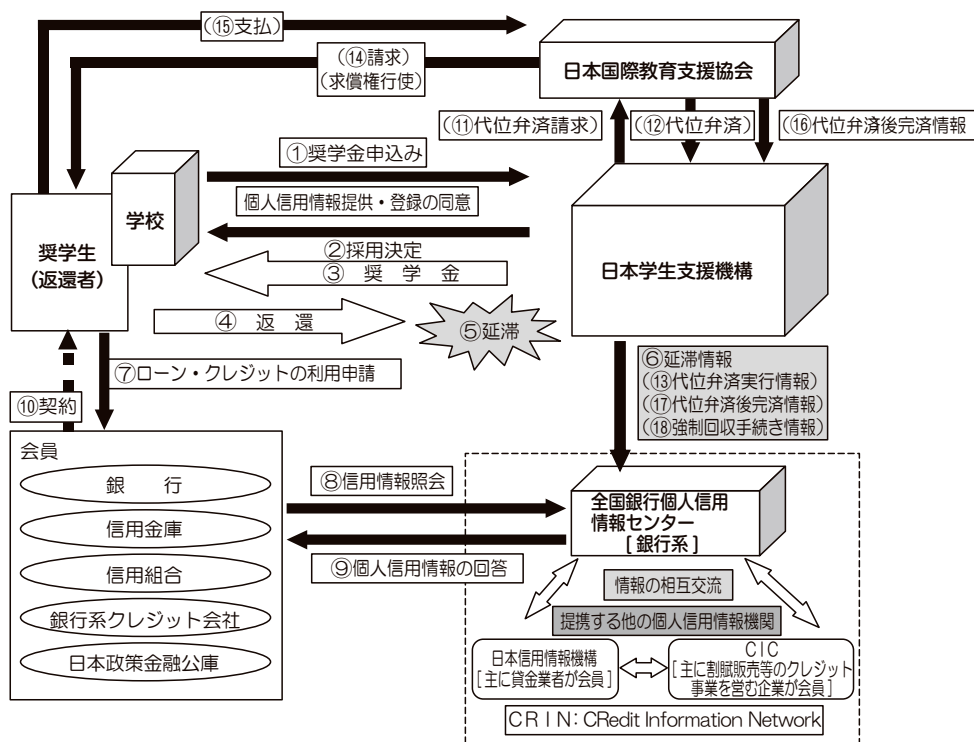 (⑮支払)
(⑭請求)
(求償権行使)
日本国際教育支援協会
(⑪代位弁済請求)
(⑫代位弁済)
(⑯代位弁済後完済情報
①奨学金申込み
個人信用情報提供・登録の同意
学校
奨学生
(返還者)
②採用決定
③ 奨 学 金
日本学生支援機構
④ 返 還
⑤延滞
⑦ローン・クレジットの利用申請
⑥延滞情報
(⑬代位弁済実行情報)
(⑰代位弁済後完済情報)
(⑱強制回収手続き情報)
⑩契約
会員
銀 行
信用金庫
信用組合
銀行系クレジット会社
日本政策金融公庫
⑧信用情報照会
⑨個人信用情報の回答
全国銀行個人信用
情報センター
[銀行系]
情報の相互交流
提携する他の個人信用情報機関
日本信用情報機構
[主に貸金業者が会員]
CIC
[主に割賦販売等のクレジット
事業を営む企業が会員]
CRIN:CRedit Information Network